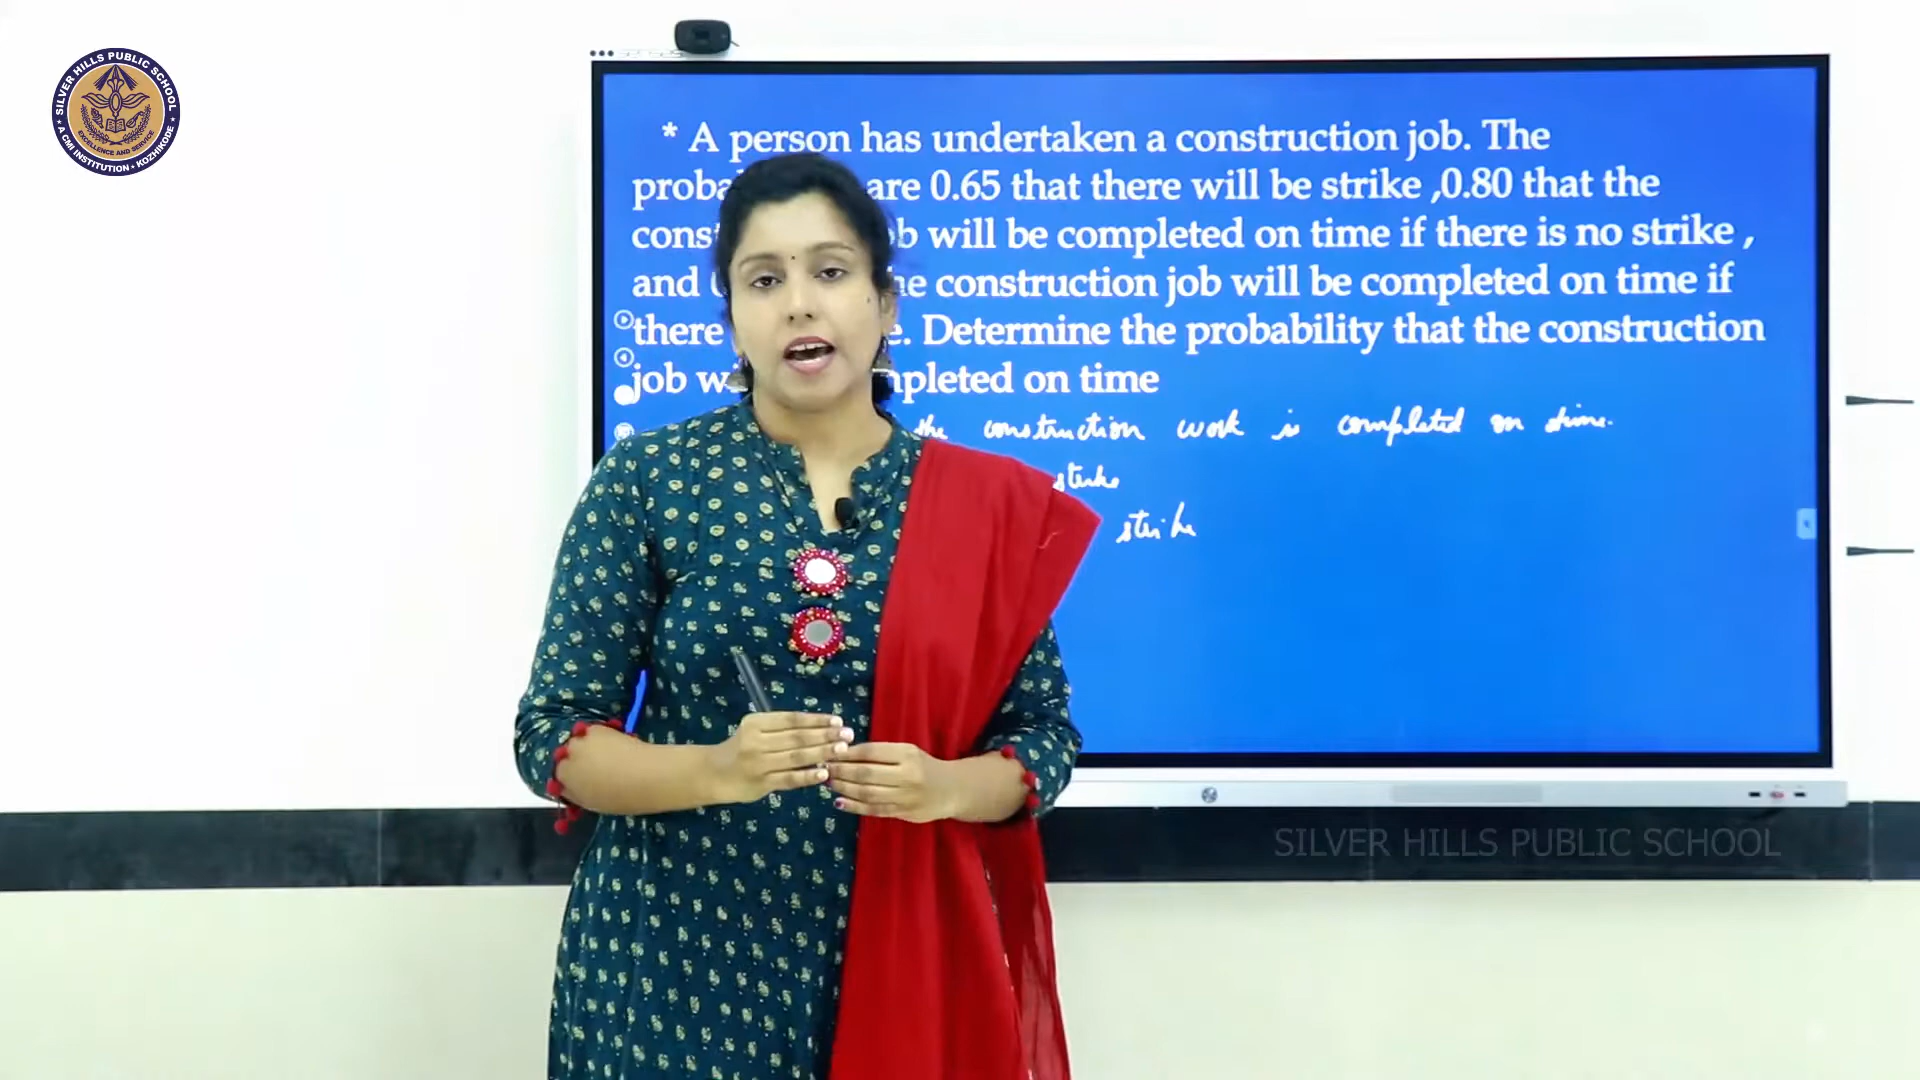 SILVER HILLS PUBLIC SCHOOL
A CMI INSTITUTION • KOZHIKODE
EXCELLENCE AND SERVICE
* A person has undertaken a construction job. The
proba are 0.65 that there will be strike ,0.80 that the
const b will be completed on time if there is no strike ,
and e construction job will be completed on time if
there e. Determine the probability that the construction
job w pleted on time
the construction work is completed on time.
strike
strike
SILVER HILLS PUBLIC SCHOOL